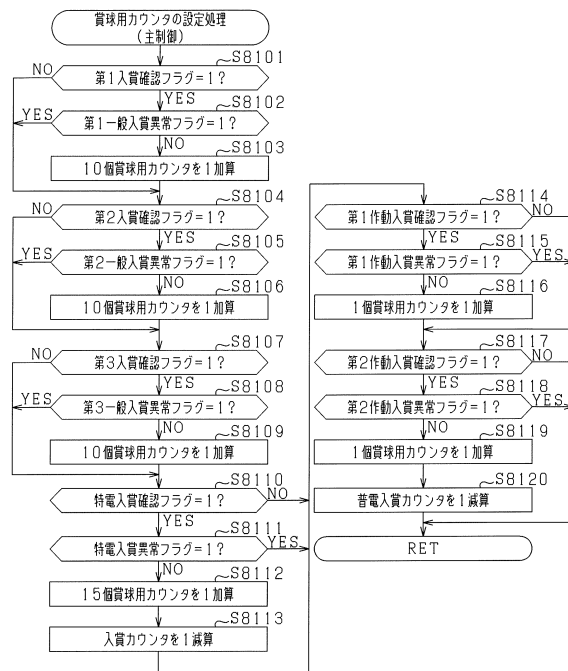 賞球用カウンタの設定処理
(主制御)
S8101
第1入賞確認フラグ=1?
NO
YES
S8102
第1一般入賞異常フラグ=1?
YES
NO
S8103
10個賞球用カウンタを1加算
S8104
第2入賞確認フラグ=1?
NO
YES
S8105
第2一般入賞異常フラグ=1?
YES
NO
S8106
10個賞球用カウンタを1加算
S8107
第3入賞確認フラグ=1?
NO
YES
S8108
第3一般入賞異常フラグ=1?
YES
NO
S8109
10個賞球用カウンタを1加算
S8110
特電入賞確認フラグ=1?
NO
YES
S8111
特電入賞異常フラグ=1?
YES
NO
S8112
15個賞球用カウンタを1加算
S8113
入賞カウンタを1減算
S8114
第1作動入賞確認フラグ=1?
NO
YES
S8115
第1作動入賞異常フラグ=1?
YES
NO
S8116
1個賞球用カウンタを1加算
S8117
第2作動入賞確認フラグ=1?
NO
YES
S8118
第2作動入賞異常フラグ=1?
YES
NO
S8119
1個賞球用カウンタを1加算
S8120
普電入賞カウンタを1減算
RET